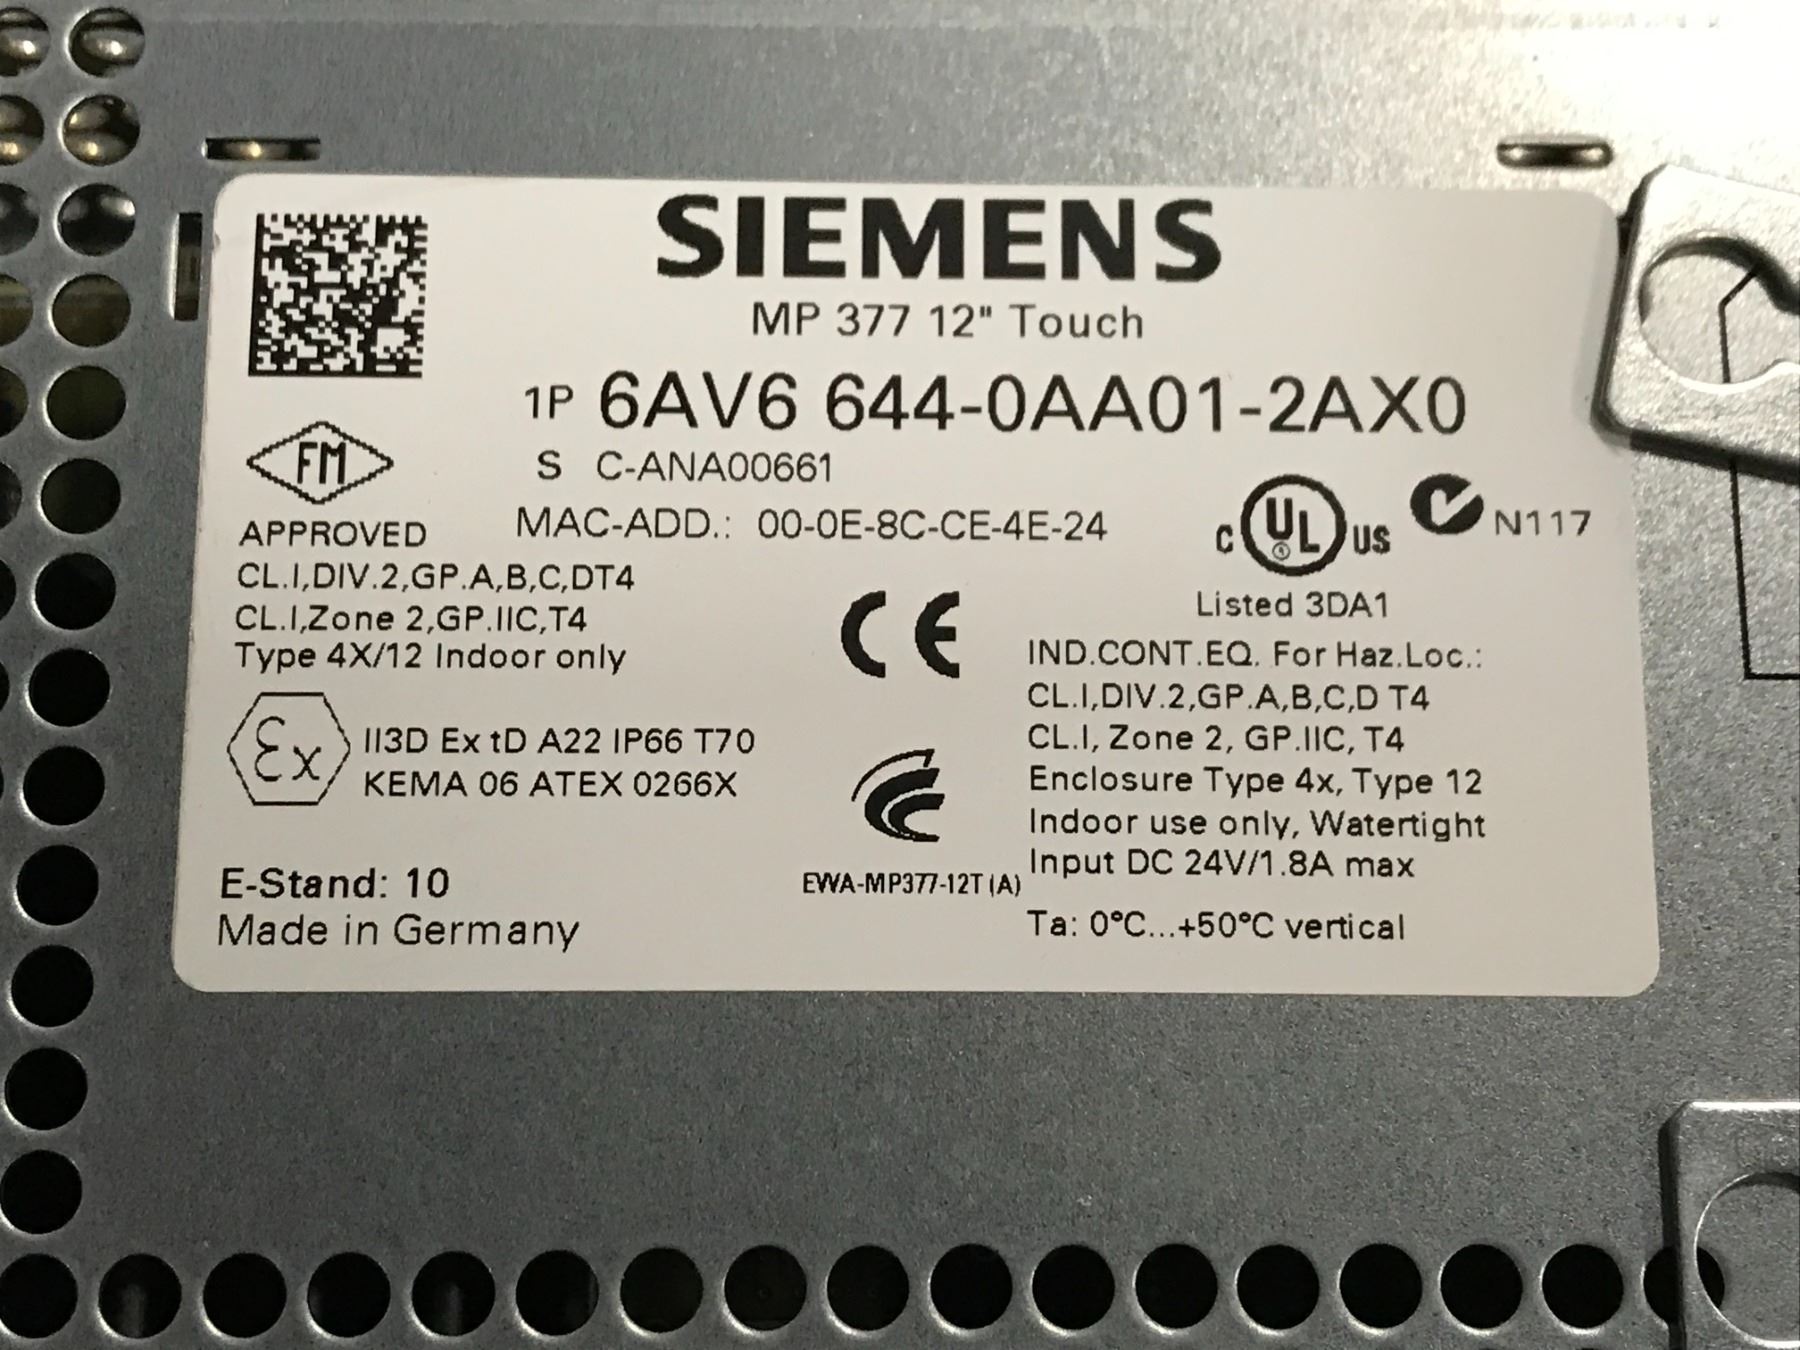 SIEMENS
MP 377 12" Touch
1P 6AV6 644-0AA01-2AX0
S C-ANA00661
MAC-ADD.: 00-0E-8C-CE-4E-24
FM
APPROVED
CL.I,DIV.2,GP.A,B,C,DT4
CL.I,Zone 2,GP.IIC,T4
Type 4X/12 Indoor only
Ex II3D Ex tD A22 IP66 T70
KEMA 06 ATEX 0266X
E-Stand: 10
Made in Germany
CE
EWA-MP377-12T(A)
C UL US N117
Listed 3DA1
IND.CONT.EQ. For Haz.Loc.:
CL.I,DIV.2,GP.A,B,C,D T4
CL.I, Zone 2, GP.IIC, T4
Enclosure Type 4x, Type 12
Indoor use only, Watertight
Input DC 24V/1.8A max
Ta: 0°C...+50°C vertical